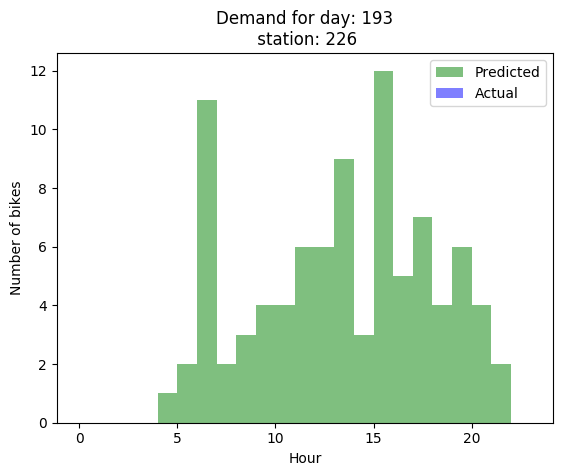 Demand for day: 193
station: 226
Predicted
Actual
Number of bikes
12
10
8
6
4
2
0
0
5
10
15
20
Hour